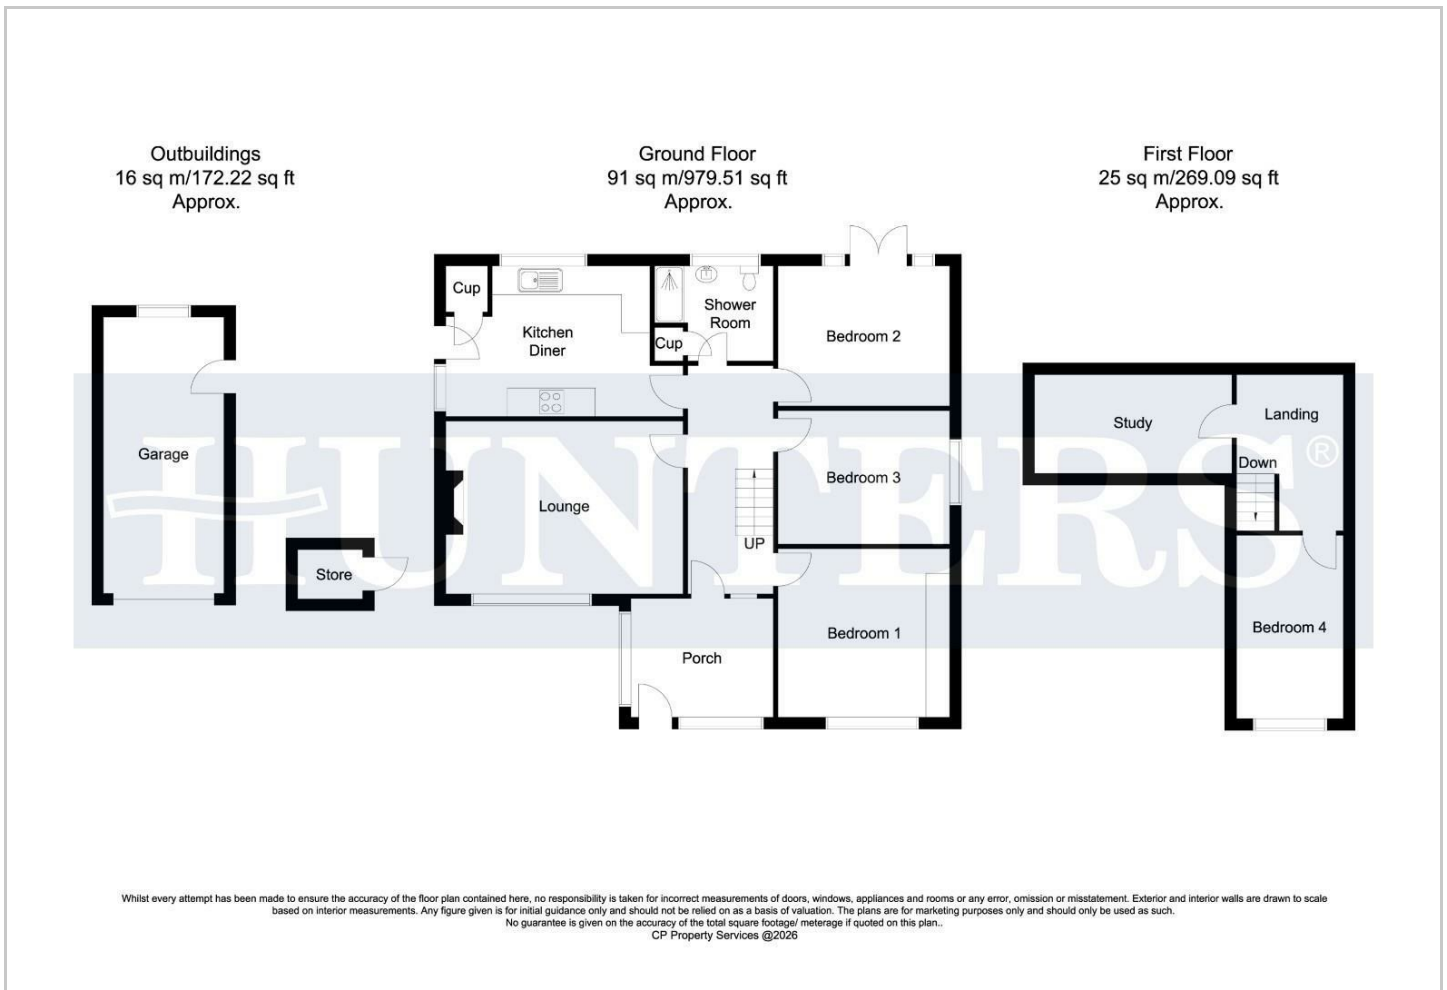 Outbuildings
16 sq m/172.22 sq ft
Approx.
Ground Floor
91 sq m/979.51 sq ft
Approx.
First Floor
25 sq m/269.09 sq ft
Approx.
Cup
Kitchen
Diner
Shower
Room
Cup
Bedroom 2
Garage
Store
Lounge
UP
Bedroom 3
Bedroom 1
Porch
Study
Landing
Down
Bedroom 4
HUNTERS®
Whilst every attempt has been made to ensure the accuracy of the floor plan contained here, no responsibility is taken for incorrect measurements of doors, windows, appliances and rooms or any error, omission or misstatement. Exterior and interior walls are drawn to scale
based on interior measurements. Any figure given is for initial guidance only and should not be relied on as a basis of valuation. The plans are for marketing purposes only and should only be used as such.
No guarantee is given on the accuracy of the total square footage/ meterage if quoted on this plan..
CP Property Services @2026